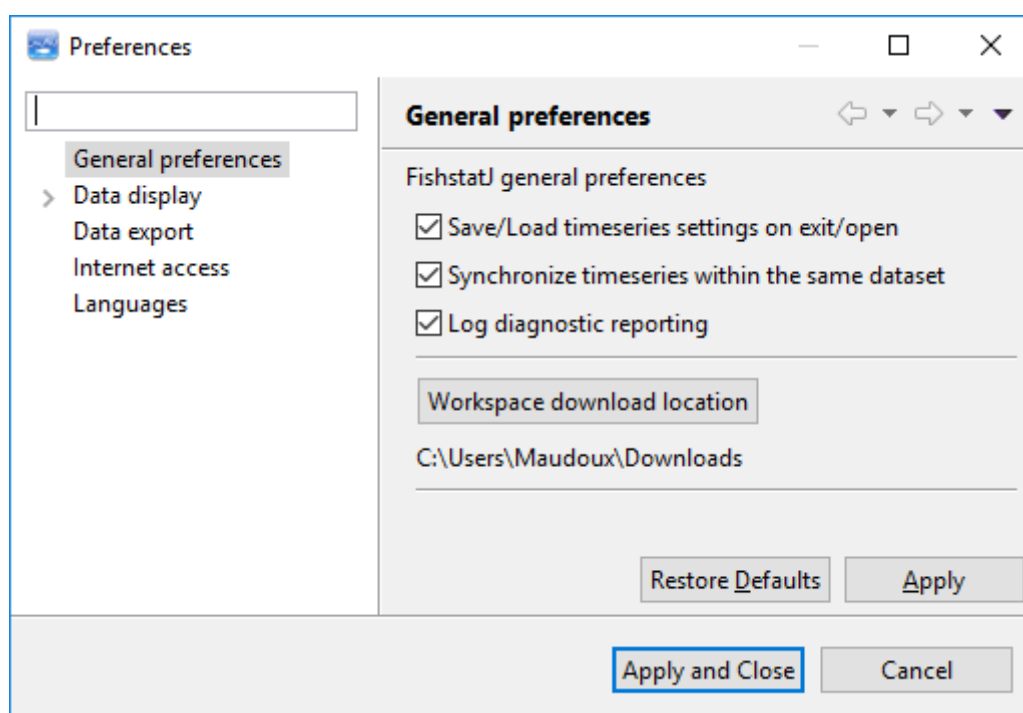 Preferences
General preferences
Data display
Data export
Internet access
Languages
General preferences
FishstatJ general preferences
Save/Load timeseries settings on exit/open
Synchronize timeseries within the same dataset
Log diagnostic reporting
Workspace download location
C:\Users\Maudoux\Downloads
Restore Defaults
Apply
Apply and Close
Cancel